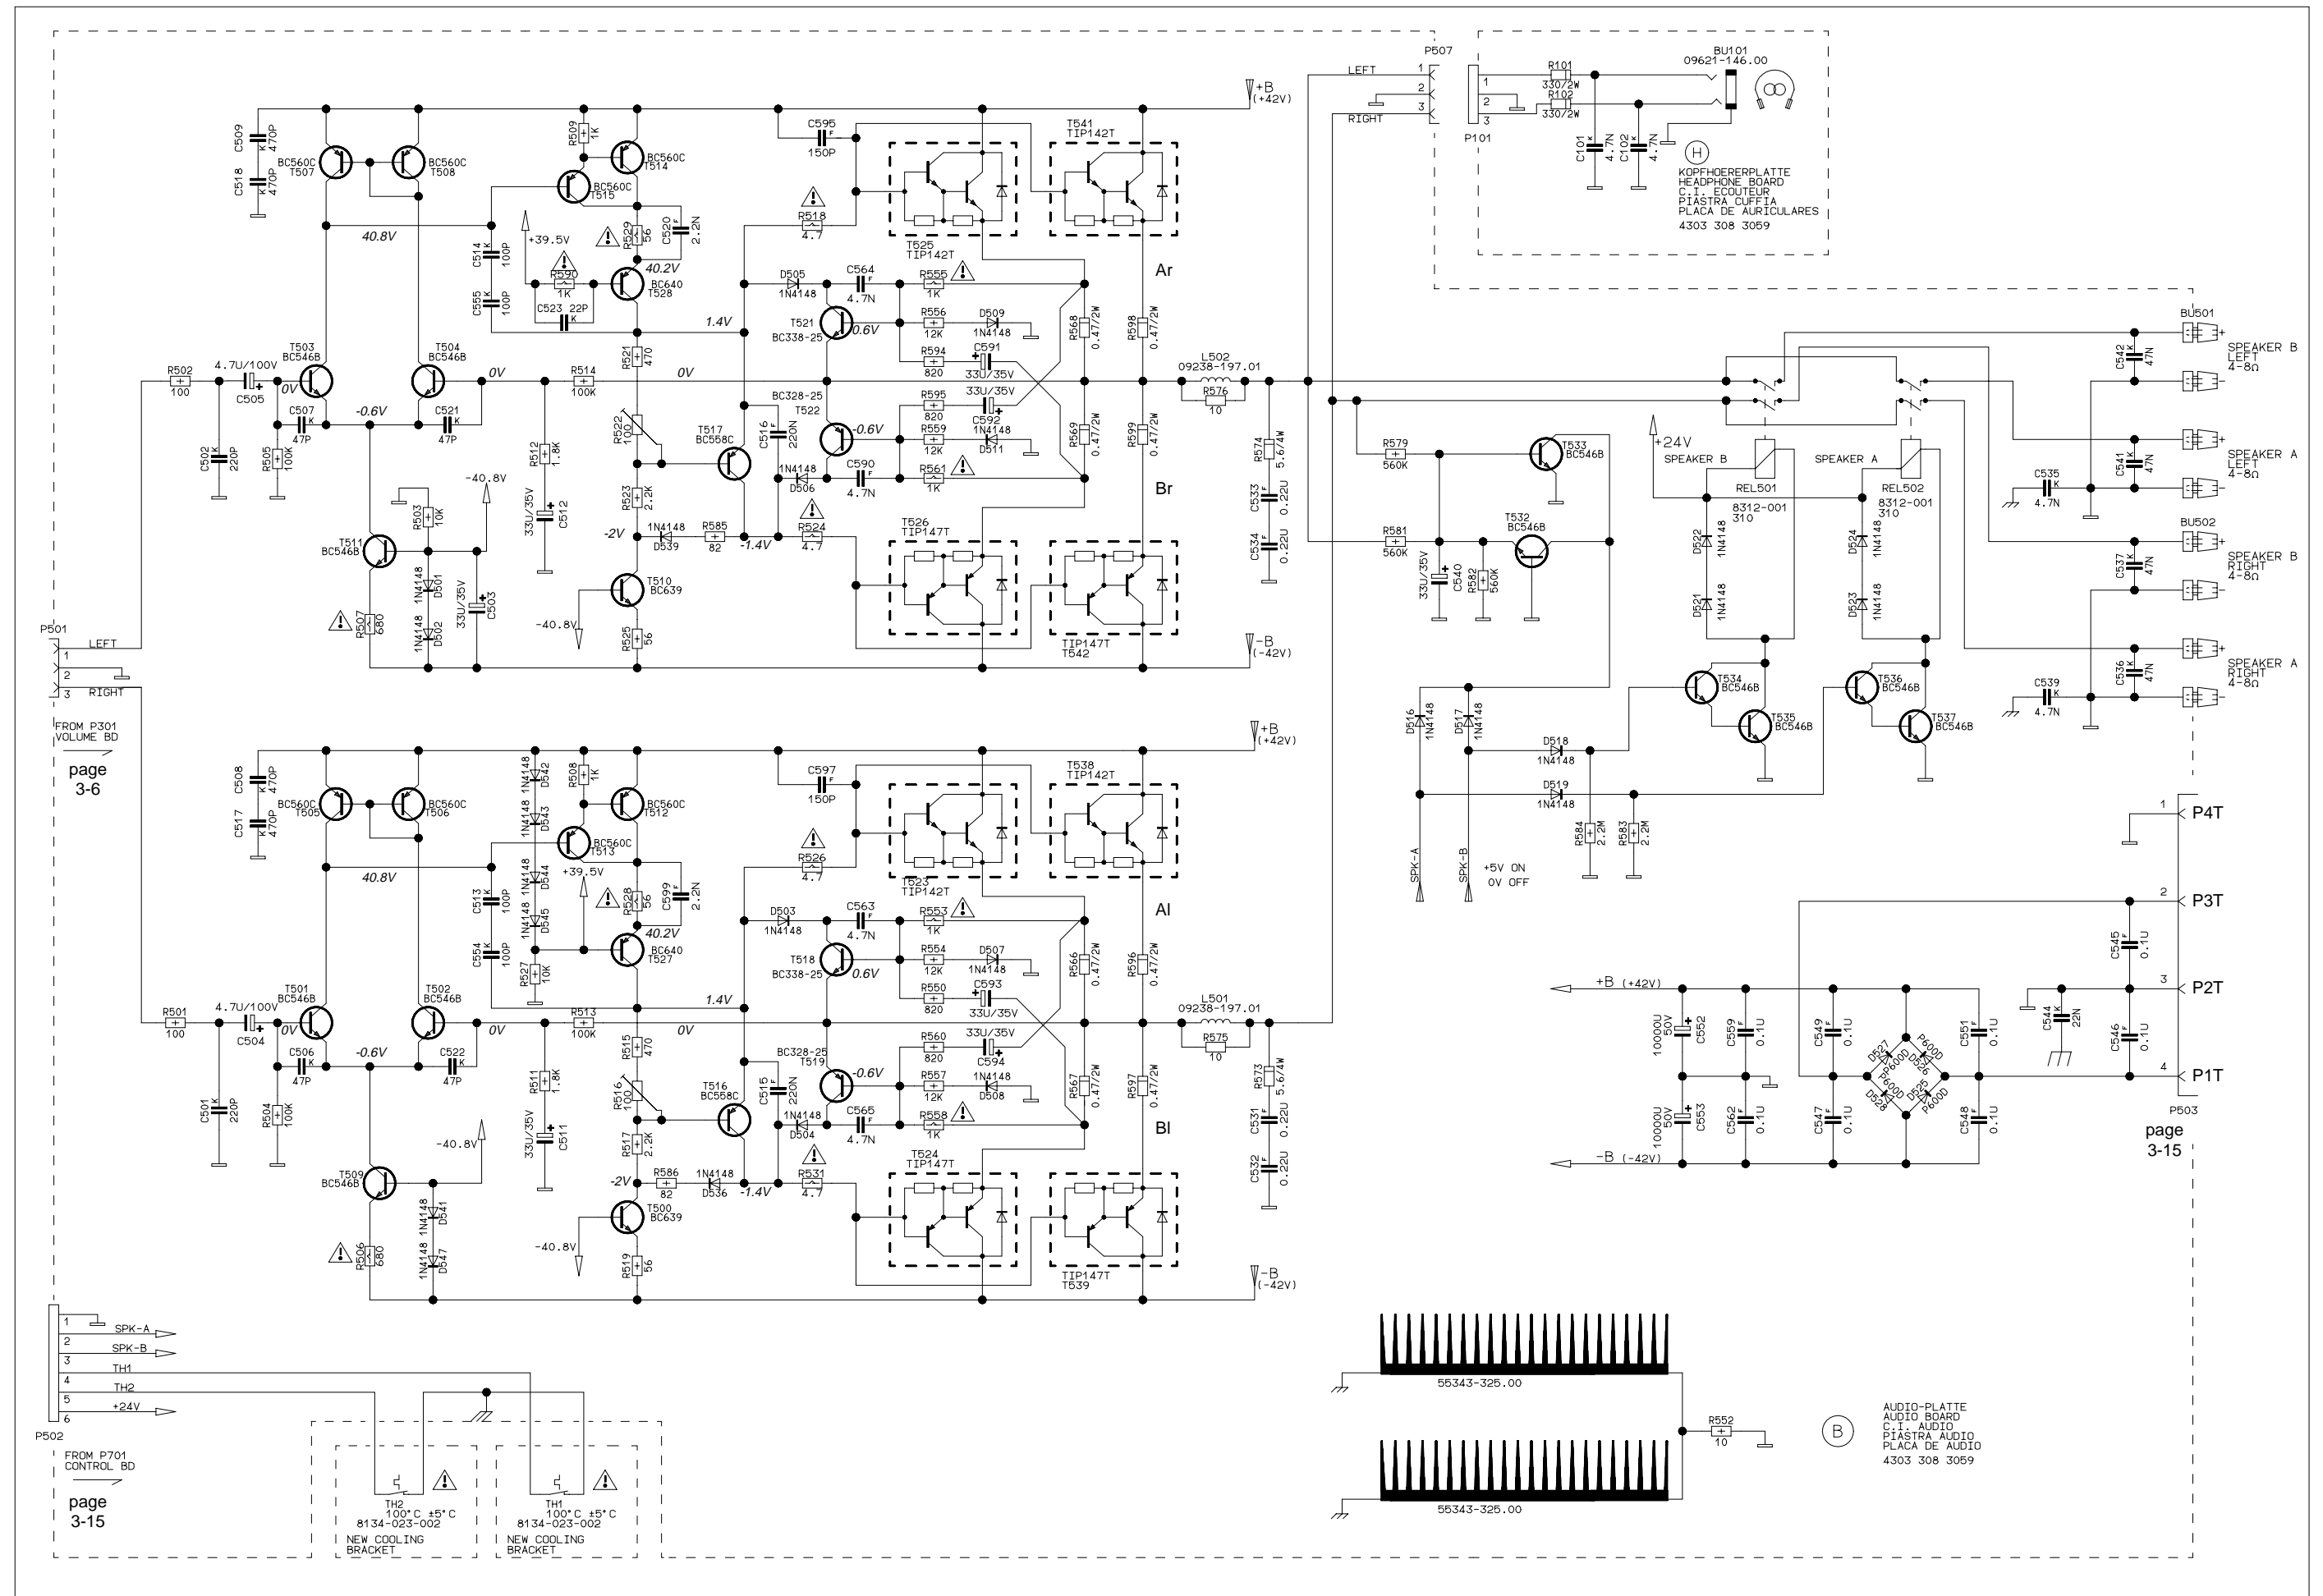 P507
LEFT
1
2
3
RIGHT
1
2
3
P101
R101
330/2W
R102
330/2W
BU101
09621-146.00
C101
4.7N
C102
4.7N
H
KOPFHOERERPLATTE
HEADPHONE BOARD
C.I. ECOUTEUR
PIASTRA CUFFIA
PLACA DE AURICULARES
4303 308 3059
+B
(+42V)
C509
470P
C518
470P
BC560C
T507
BC560C
T508
R509
1K
BC560C
T514
BC560C
T515
C595
150P
T541
TIP142T
T525
TIP142T
40.8V
C514
100P
C555
100P
+39.5V
R529
56
C520
2.2N
R590
1K
C523 22P
40.2V
BC640
T528
R518
4.7
D505
1N4148
C564
4.7N
R555
1K
Ar
1.4V
T521
BC338-25
0.6V
R556
12K
D509
1N4148
R594
820
C591
33U/35V
R568
0.47/2W
R598
0.47/2W
T503
BC546B
T504
BC546B
4.7U/100V
C505
R502
100
0V
0V
-0.6V
C507
47P
C521
47P
C502
220P
R505
100K
R514
100K
0V
R521
470
R522
100
R512
1.8K
33U/35V
C512
T517
BC558C
C516
220N
BC328-25
T522
-0.6V
33U/35V
C592
R595
820
R559
12K
1N4148
D511
R561
1K
C590
4.7N
1N4148
D506
R569
0.47/2W
R599
0.47/2W
Br
L502
09238-197.01
R576
10
R574
5.6/4W
C533
0.22U
C534
0.22U
R503
10K
-40.8V
T511
BC546B
R507
680
1N4148
D501
1N4148
D502
33U/35V
C503
R523
2.2K
-2V
1N4148
D539
R585
82
-1.4V
R524
4.7
T510
BC639
-40.8V
R525
56
T526
TIP147T
TIP147T
T542
-B
(-42V)
P501
LEFT
1
2
3
RIGHT
FROM P301
VOLUME BD
page
3-6
R579
560K
R581
560K
T533
BC546B
T532
BC546B
33U/35V
C540
R582
560K
+24V
SPEAKER B
REL501
8312-001
310
SPEAKER A
REL502
8312-001
310
D522
1N4148
D521
1N4148
D524
1N4148
D523
1N4148
T534
BC546B
T535
BC546B
T536
BC546B
T537
BC546B
D516
1N4148
D517
1N4148
D518
1N4148
D519
1N4148
R584
2.2M
R583
2.2M
SPK-A
SPK-B
+5V ON
0V OFF
BU501
C542
47N
+
-
SPEAKER B
LEFT
4-8Ω
C541
47N
+
-
SPEAKER A
LEFT
4-8Ω
C535
4.7N
BU502
C537
47N
+
-
SPEAKER B
RIGHT
4-8Ω
C536
47N
+
-
SPEAKER A
RIGHT
4-8Ω
C539
4.7N
+B
(+42V)
C508
470P
C517
470P
BC560C
T505
BC560C
T506
1N4148
D542
1N4148
D543
1N4148
D544
1N4148
D545
R508
1K
BC560C
T512
BC560C
T513
+39.5V
C597
150P
T538
TIP142T
T523
TIP142T
40.8V
C513
100P
C554
100P
R528
56
C599
2.2N
40.2V
BC640
T527
R527
10K
R526
4.7
D503
1N4148
C563
4.7N
R553
1K
Al
T518
BC338-25
0.6V
R554
12K
D507
1N4148
R550
820
C593
33U/35V
R566
0.47/2W
R596
0.47/2W
1.4V
T501
BC546B
T502
BC546B
4.7U/100V
C504
R501
100
0V
0V
-0.6V
C506
47P
C522
47P
C501
220P
R504
100K
R513
100K
0V
R515
470
R516
100
R511
1.8K
33U/35V
C511
T516
BC558C
C515
220N
BC328-25
T519
-0.6V
R560
820
33U/35V
C594
R557
12K
1N4148
D508
R558
1K
C565
4.7N
1N4148
D504
R567
0.47/2W
R597
0.47/2W
Bl
L501
09238-197.01
R575
10
R573
5.6/4W
C531
0.22U
C532
0.22U
-40.8V
T509
BC546B
R506
680
1N4148
D541
1N4148
D547
R517
2.2K
-2V
R586
82
1N4148
D536
-1.4V
R531
4.7
T500
BC639
-40.8V
R519
56
T524
TIP147T
TIP147T
T539
-B
(-42V)
1
P4T
2
P3T
3
P2T
4
P1T
P503
page
3-15
C545
0.1U
C546
0.1U
C544
22N
+B (+42V)
10000U
50V
C552
C559
0.1U
C549
0.1U
C551
0.1U
D527
P600D
P600D
D526
P600D
D528
D525
P600D
10000U
50V
C553
C562
0.1U
C547
0.1U
C548
0.1U
-B (-42V)
1
SPK-A
2
SPK-B
3
TH1
4
TH2
5
+24V
6
P502
FROM P701
CONTROL BD
page
3-15
TH2
100°C ±5°C
8134-023-002
NEW COOLING
BRACKET
TH1
100°C ±5°C
8134-023-002
NEW COOLING
BRACKET
55343-325.00
55343-325.00
R552
10
B
AUDIO-PLATTE
AUDIO BOARD
C.I. AUDIO
PIASTRA AUDIO
PLACA DE AUDIO
4303 308 3059